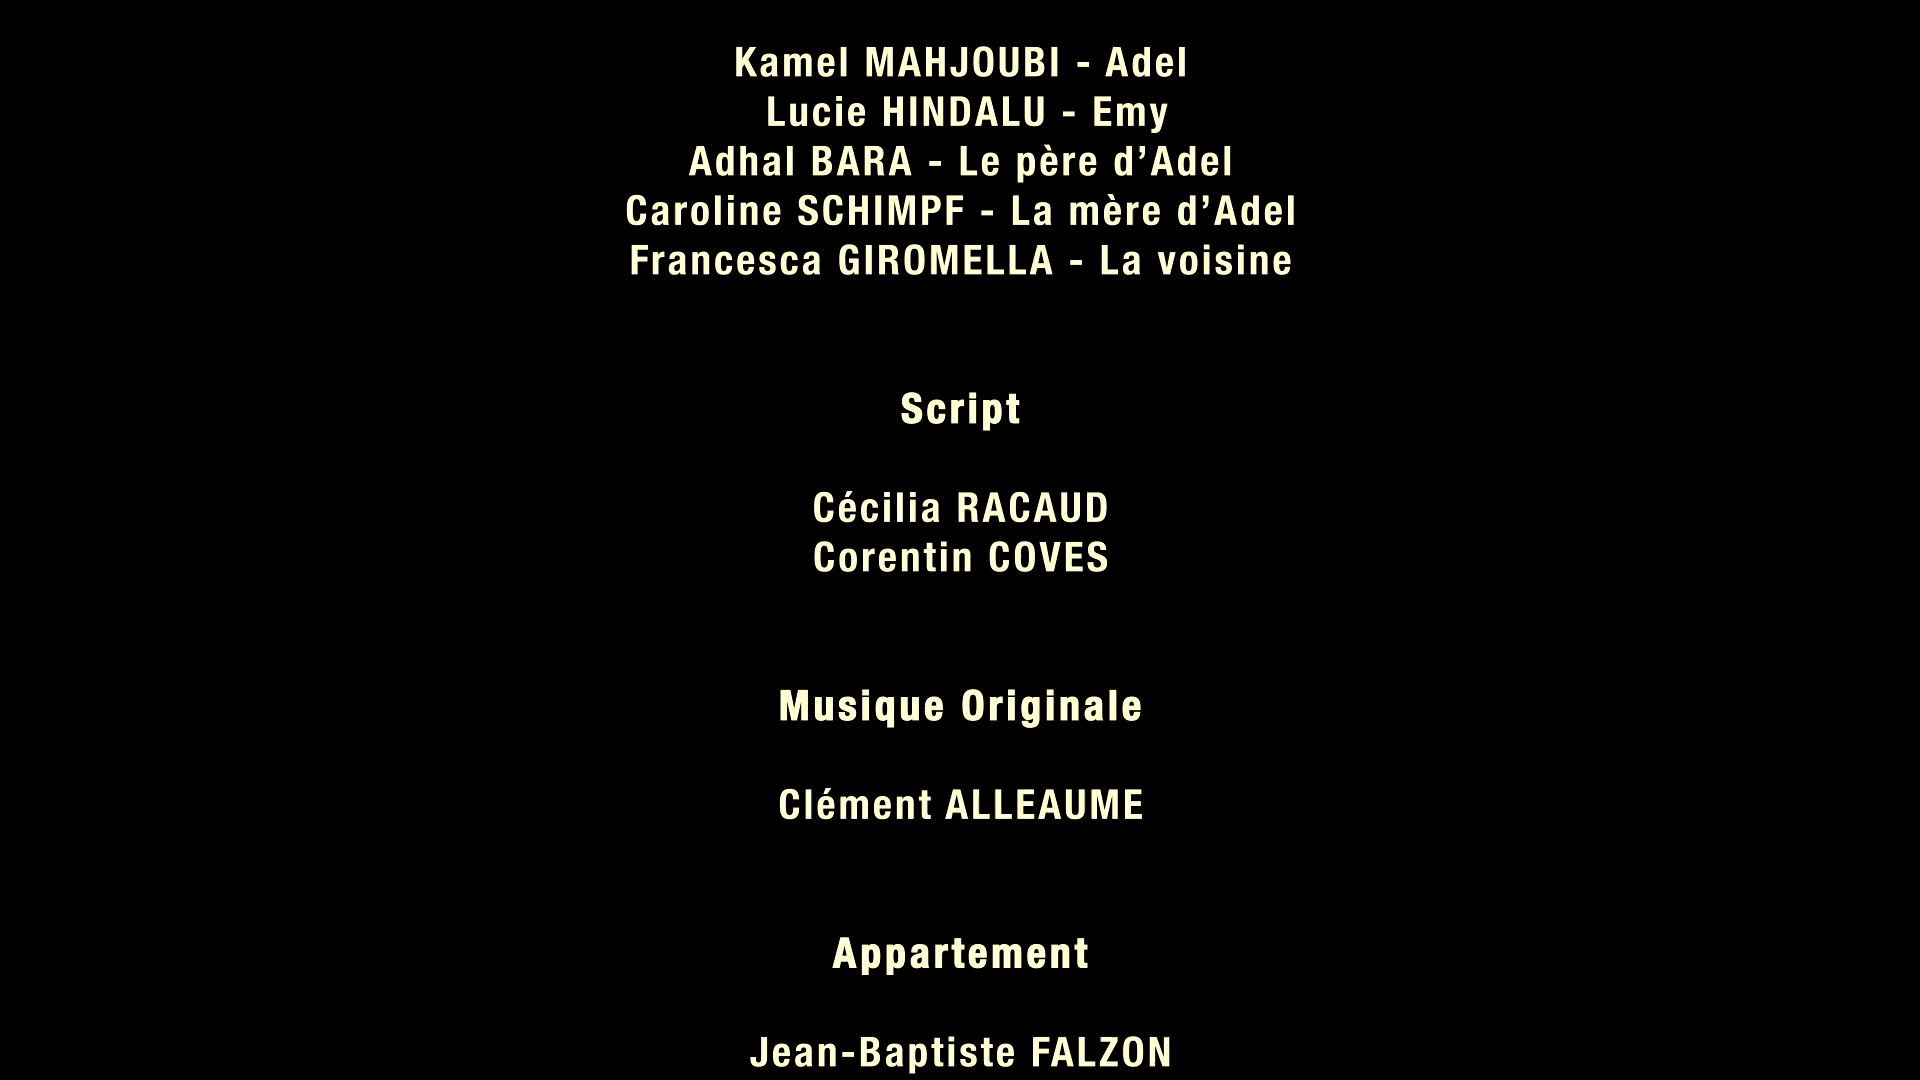 Kamel MAHJOUBI - Adel
Lucie HINDALU - Emy
Adhal BARA - Le père d’Adel
Caroline SCHIMPF - La mère d’Adel
Francesca GIROMELLA - La voisine
Script
Cécilia RACAUD
Corentin COVES
Musique Originale
Clément ALLEAUME
Appartement
Jean-Baptiste FALZON